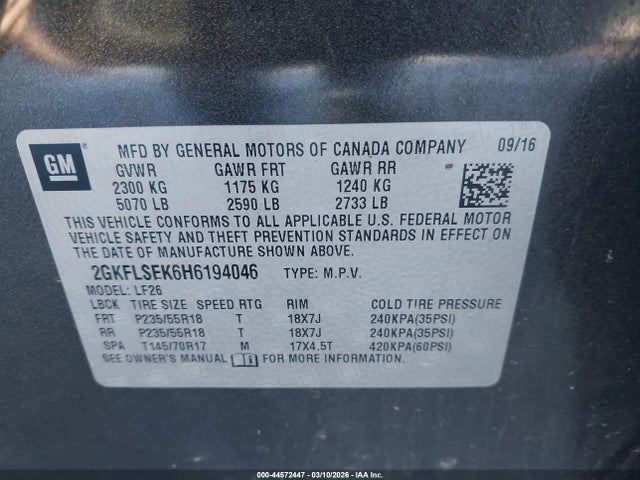 GM
MFD BY GENERAL MOTORS OF CANADA COMPANY 09/16
GVWR GAWR FRT GAWR RR
2300 KG 1175 KG 1240 KG
5070 LB 2590 LB 2733 LB
THIS VEHICLE CONFORMS TO ALL APPLICABLE U.S. FEDERAL MOTOR
VEHICLE SAFETY AND THEFT PREVENTION STANDARDS IN EFFECT ON
THE DATE OF MANUFACTURE SHOWN ABOVE.
2GKFLSEK6H6194046 TYPE: M.P.V.
MODEL: LF26
LBCK TIRE SIZE SPEED RTG RIM COLD TIRE PRESSURE
FRT P235/55R18 T 18X7J 240KPA(35PSI)
RR P235/55R18 T 18X7J 240KPA(35PSI)
SPA T145/70R17 M 17X4.5T 420KPA(60PSI)
SEE OWNER'S MANUAL FOR MORE INFORMATION.
000-44572447 - 03/10/2026 - IAA Inc.